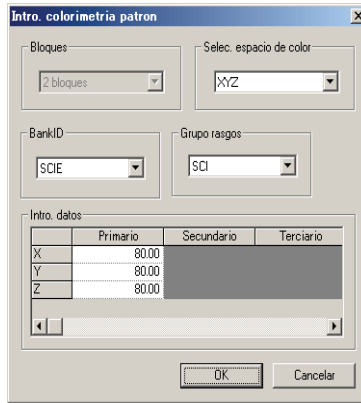 Intro. colorimetria patron
Bloques
Selec. espacio de color
2 bloques
XYZ
BankID
Grupo rasgos
SCIE
SCI
Intro. datos
Primario Secundario Terciario
X 80.00
Y 80.00
Z 80.00
OK Cancelar